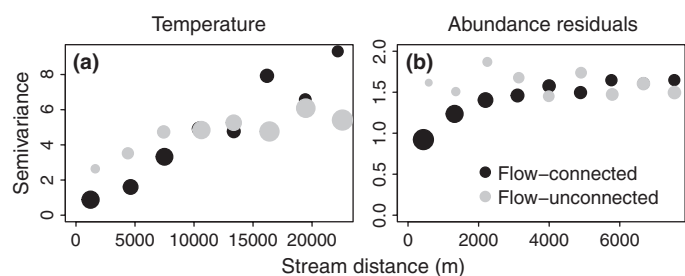 Temperature
Abundance residuals
Semivariance
(a)
8
6
4
2
0
0 5000 10000 15000 20000
(b)
2.0
1.5
1.0
0.5
0.0
Flow-connected
Flow-unconnected
0 2000 4000 6000
Stream distance (m)